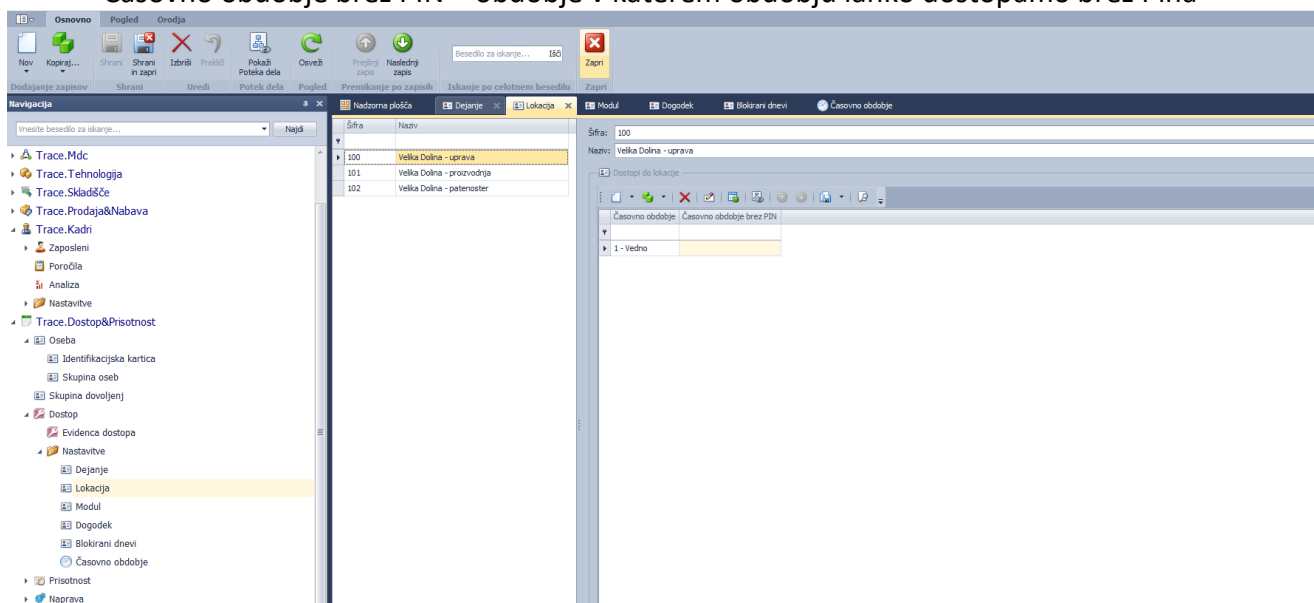 Časovno obdobje brez PIN – obdobje v katerem obdobju lahko dostopamo brez Pina
Osnovno Pogled Orodja
Nov Kopiraj... Shrani Shrani in zapri Izbriši Prekliči Pokaži Poteka dela Osveži Prejšnji zapis Naslednji zapis Besedilo za iskanje... Išči Zapri
Dodajanje zapisov Shrani Uredi Potek dela Pogled Premikanje po zapisih Iskanje po celotnem besedilu Zapri
Navigacija
Vnesite besedilo za iskanje... Najdi
Trace.Mdc
Trace.Tehnologija
Trace.Skladišče
Trace.Prodaja&Nabava
Trace.Kadri
Zaposleni
Poročila
Analiza
Nastavitve
Trace.Dostop&Prisotnost
Oseba
Identifikacijska kartica
Skupina oseb
Skupina dovoljenj
Dostop
Evidenca dostopa
Nastavitve
Dejanje
Lokacija
Modul
Dogodek
Blokirani dnevi
Časovno obdobje
Prisotnost
Naprava
Nadzorna plošča Dejanje Lokacija Modul Dogodek Blokirani dnevi Časovno obdobje
Šifra Naziv
100 Velika Dolina - uprava
101 Velika Dolina - proizvodnja
102 Velika Dolina - patenoster
Šifra: 100
Naziv: Velika Dolina - uprava
Dostopi do lokacije
Časovno obdobje Časovno obdobje brez PIN
1 - Vedno